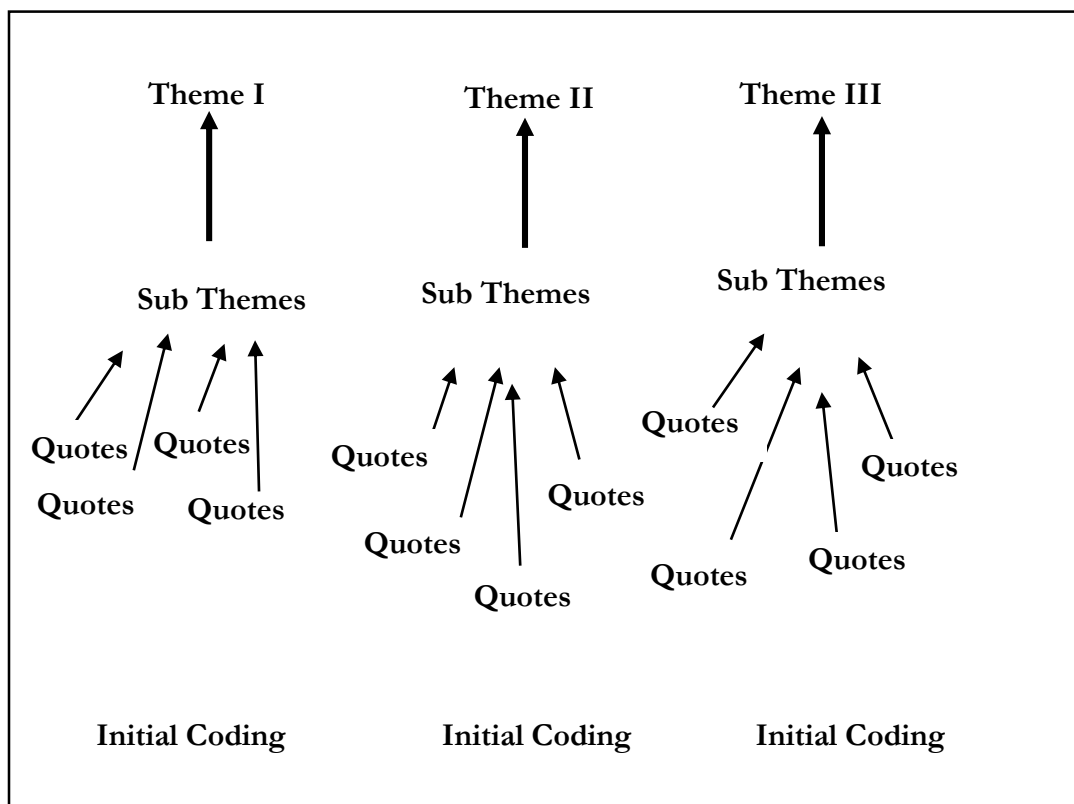 Theme I
Theme II
Theme III
Sub Themes
Sub Themes
Sub Themes
Quotes
Quotes
Quotes
Quotes
Quotes
Quotes
Quotes
Quotes
Quotes
Quotes
Quotes
Quotes
Initial Coding
Initial Coding
Initial Coding